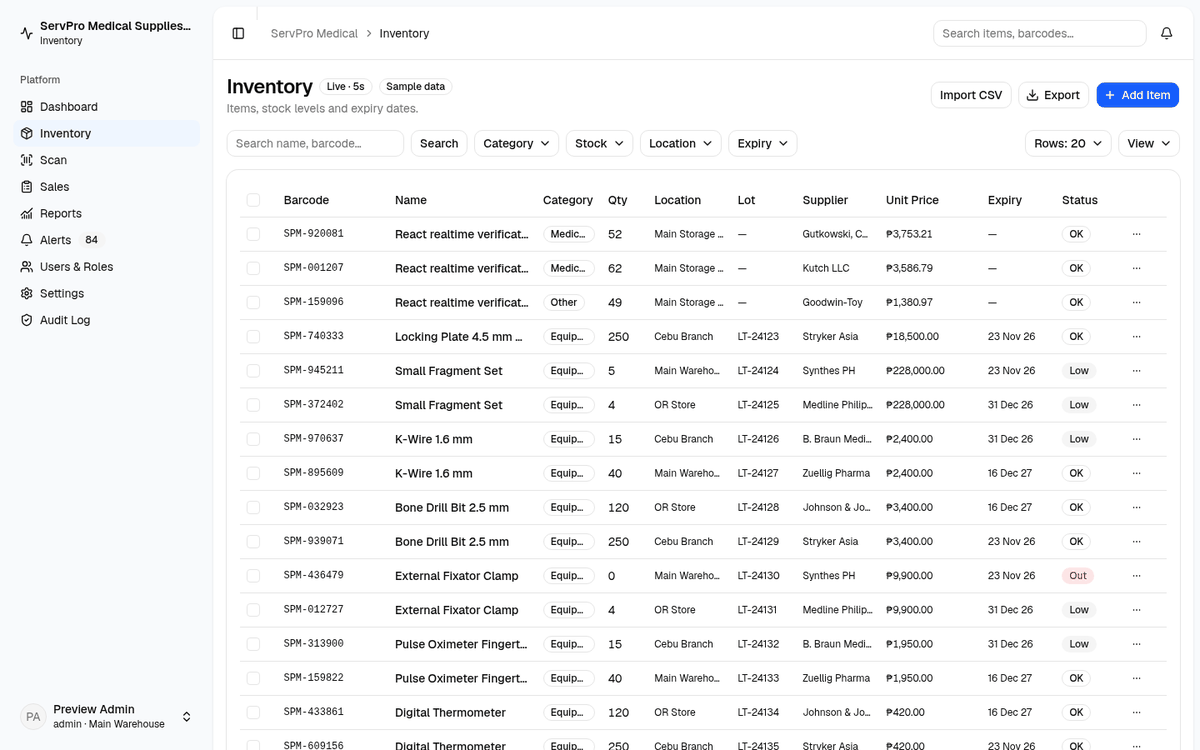 ServPro Medical Supplies...
Inventory
Platform
Dashboard
Inventory
Scan
Sales
Reports
Alerts 84
Users & Roles
Settings
Audit Log
PA
Preview Admin
admin · Main Warehouse
ServPro Medical > Inventory
Search items, barcodes...
Inventory Live · 5s Sample data
Items, stock levels and expiry dates.
Import CSV Export + Add Item
Search name, barcode... Search Category Stock Location Expiry Rows: 20 View
Barcode Name Category Qty Location Lot Supplier Unit Price Expiry Status
SPM-920081 React realtime verificat... Medic... 52 Main Storage ... — Gutkowski, C... ₱3,753.21 — OK ...
SPM-001207 React realtime verificat... Medic... 62 Main Storage ... — Kutch LLC ₱3,586.79 — OK ...
SPM-159096 React realtime verificat... Other 49 Main Storage ... — Goodwin-Toy ₱1,380.97 — OK ...
SPM-740333 Locking Plate 4.5 mm ... Equip... 250 Cebu Branch LT-24123 Stryker Asia ₱18,500.00 23 Nov 26 OK ...
SPM-945211 Small Fragment Set Equip... 5 Main Wareho... LT-24124 Synthes PH ₱228,000.00 23 Nov 26 Low ...
SPM-372402 Small Fragment Set Equip... 4 OR Store LT-24125 Medline Philip... ₱228,000.00 31 Dec 26 Low ...
SPM-970637 K-Wire 1.6 mm Equip... 15 Cebu Branch LT-24126 B. Braun Medi... ₱2,400.00 31 Dec 26 Low ...
SPM-895609 K-Wire 1.6 mm Equip... 40 Main Wareho... LT-24127 Zuellig Pharma ₱2,400.00 16 Dec 27 OK ...
SPM-032923 Bone Drill Bit 2.5 mm Equip... 120 OR Store LT-24128 Johnson & Jo... ₱3,400.00 16 Dec 27 OK ...
SPM-939071 Bone Drill Bit 2.5 mm Equip... 250 Cebu Branch LT-24129 Stryker Asia ₱3,400.00 23 Nov 26 OK ...
SPM-436479 External Fixator Clamp Equip... 0 Main Wareho... LT-24130 Synthes PH ₱9,900.00 23 Nov 26 Out ...
SPM-012727 External Fixator Clamp Equip... 4 OR Store LT-24131 Medline Philip... ₱9,900.00 31 Dec 26 Low ...
SPM-313900 Pulse Oximeter Fingert... Equip... 15 Cebu Branch LT-24132 B. Braun Medi... ₱1,950.00 31 Dec 26 Low ...
SPM-159822 Pulse Oximeter Fingert... Equip... 40 Main Wareho... LT-24133 Zuellig Pharma ₱1,950.00 16 Dec 27 OK ...
SPM-433861 Digital Thermometer Equip... 120 OR Store LT-24134 Johnson & Jo... ₱420.00 16 Dec 27 OK ...
SPM-609156 Digital Thermometer Equip... 250 Cebu Branch LT-24135 Stryker Asia ₱420.00 23 Nov 26 OK ...